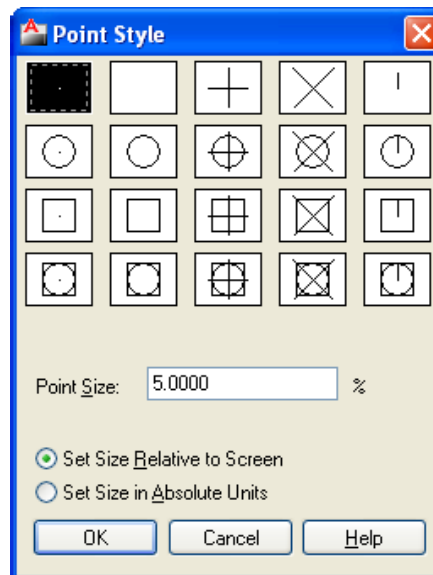 Point Style
Point Size: 5.0000 %
Set Size Relative to Screen
Set Size in Absolute Units
OK Cancel Help